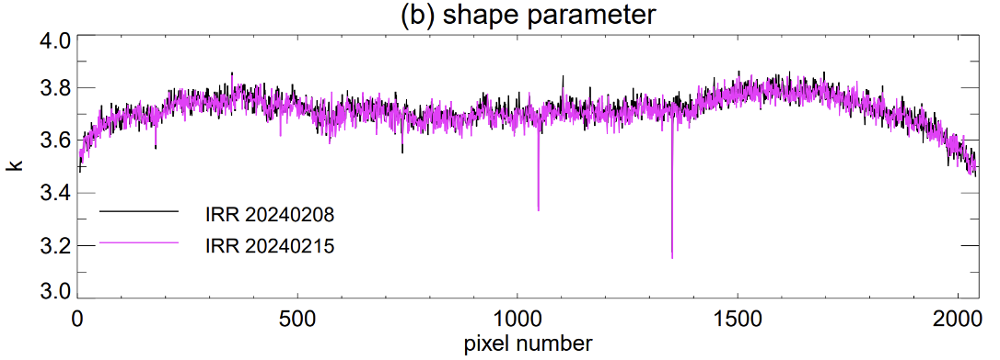 (b) shape parameter
4.0
3.8
3.6
3.4
3.2
3.0
k
IRR 20240208
IRR 20240215
0 500 1000 1500 2000
pixel number